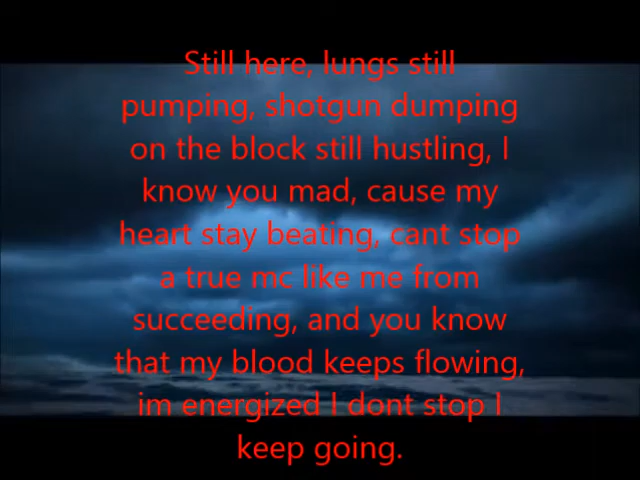 Still here, lungs still
pumping, shotgun dumping
on the block still hustling, I
know you mad, cause my
heart stay beating, cant stop
a true mc like me from
succeeding, and you know
that my blood keeps flowing,
im energized I dont stop I
keep going.